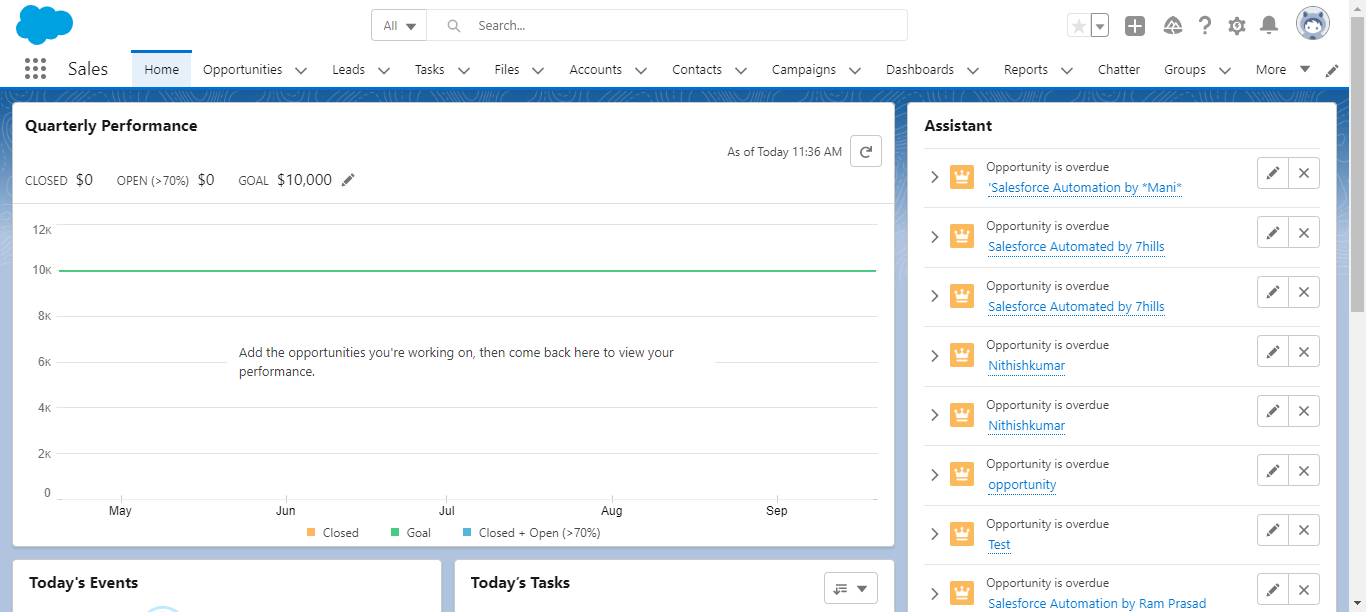 All
Search...
Sales
Home
Opportunities
Leads
Tasks
Files
Accounts
Contacts
Campaigns
Dashboards
Reports
Chatter
Groups
More
Quarterly Performance
As of Today 11:36 AM
CLOSED $0 OPEN (>70%) $0 GOAL $10,000
12K
10K
8K
6K
4K
2K
0
Add the opportunities you're working on, then come back here to view your
performance.
May Jun Jul Aug Sep
Closed Goal Closed + Open (>70%)
Today's Events
Today's Tasks
Assistant
Opportunity is overdue
'Salesforce Automation by *Mani*
Opportunity is overdue
Salesforce Automated by 7hills
Opportunity is overdue
Salesforce Automated by 7hills
Opportunity is overdue
Nithishkumar
Opportunity is overdue
Nithishkumar
Opportunity is overdue
opportunity
Opportunity is overdue
Test
Opportunity is overdue
Salesforce Automation by Ram Prasad